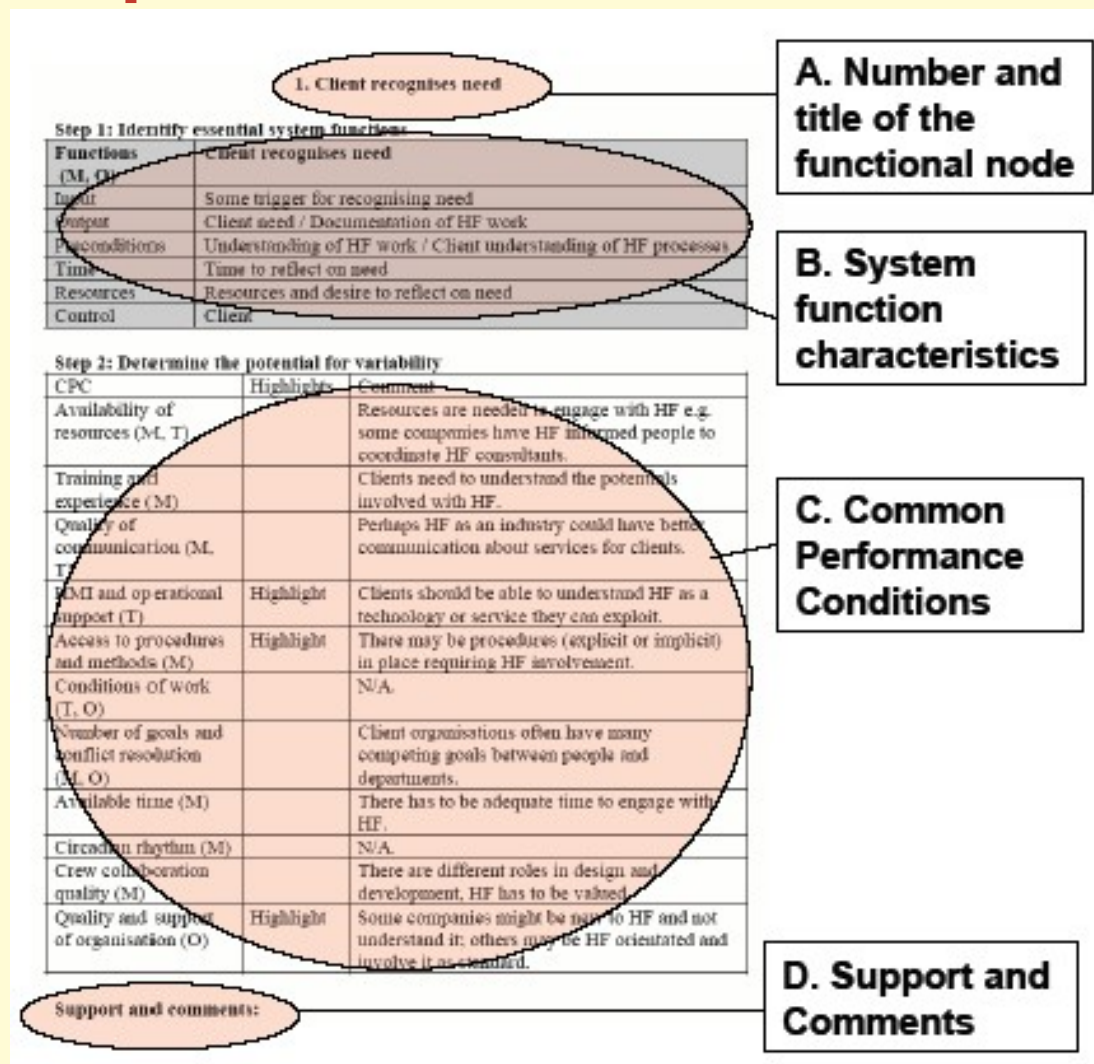 1. Client recognises need
A. Number and
title of the
functional node
Step 1: Identify essential system functions
Functions
(M, O)
Client recognises need
Input
Some trigger for recognising need
Output
Client need / Documentation of HF work
Preconditions
Understanding of HF work / Client understanding of HF processes
Time
Time to reflect on need
Resources
Resources and desire to reflect on need
Control
Client
B. System
function
characteristics
Step 2: Determine the potential for variability
CPC
Highlights
Comment
Availability of
resources (M, T)
Resources are needed to engage with HF e.g.
some companies have HF informed people to
coordinate HF consultants.
Training and
experience (M)
Clients need to understand the potentials
involved with HF.
Quality of
communication (M,
T)
Perhaps HF as an industry could have better
communication about services for clients.
HMI and operational
support (T)
Highlight
Clients should be able to understand HF as a
technology or service they can exploit.
Access to procedures
and methods (M)
Highlight
There may be procedures (explicit or implicit)
in place requiring HF involvement.
Conditions of work
(T, O)
N/A.
Number of goals and
conflict resolution
(M, O)
Client organisations often have many
competing goals between people and
departments.
Available time (M)
There has to be adequate time to engage with
HF.
Circadian rhythm (M)
N/A.
Crew collaboration
quality (M)
There are different roles in design and
development, HF has to be valued.
Quality and support
of organisation (O)
Highlight
Some companies might be new to HF and not
understand it; others may be HF orientated and
involve it as standard.
C. Common
Performance
Conditions
Support and comments:
D. Support and
Comments